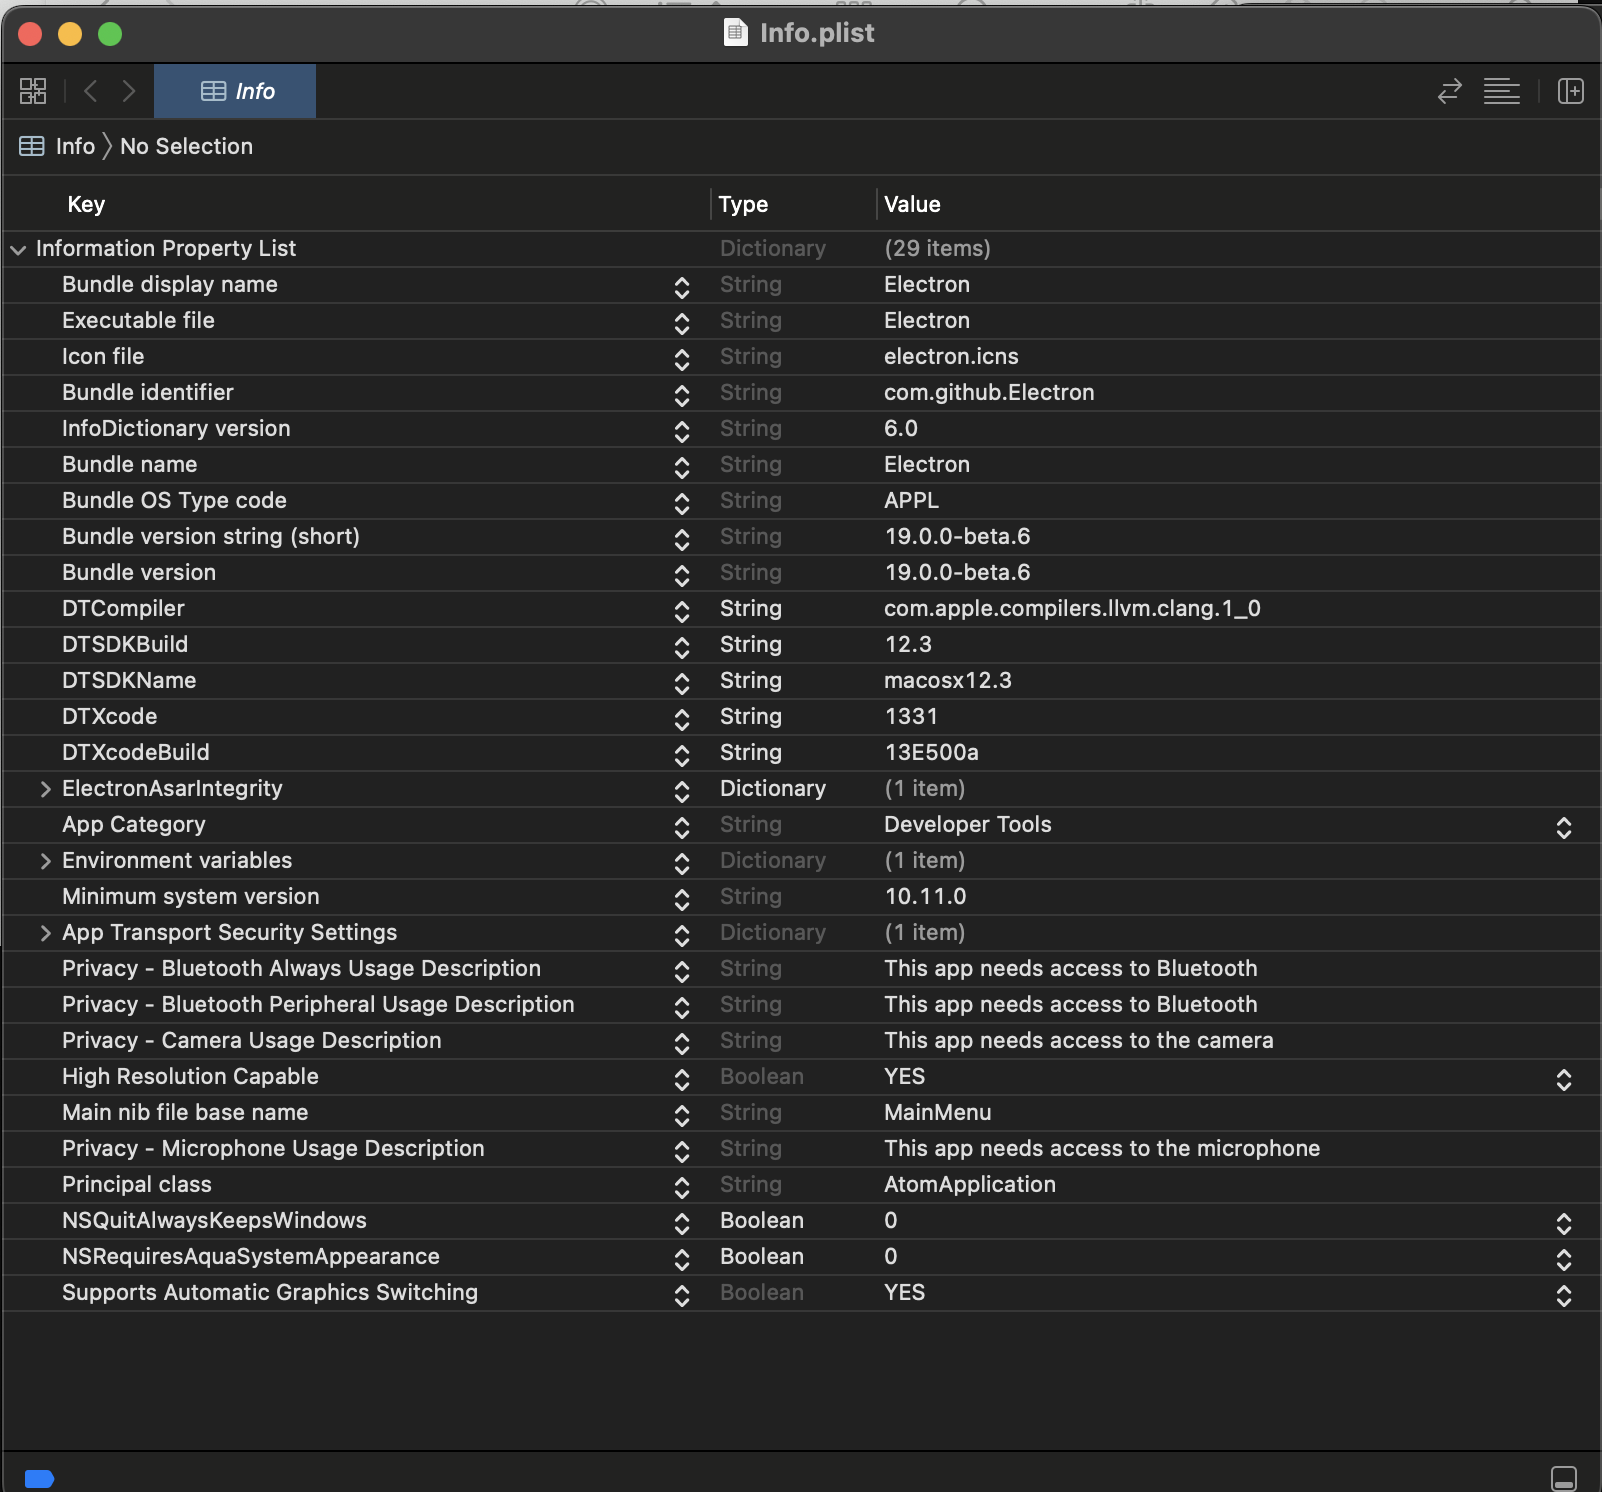 Info.plist
Info
Info No Selection
Key Type Value
Information Property List Dictionary (29 items)
Bundle display name String Electron
Executable file String Electron
Icon file String electron.icns
Bundle identifier String com.github.Electron
InfoDictionary version String 6.0
Bundle name String Electron
Bundle OS Type code String APPL
Bundle version string (short) String 19.0.0-beta.6
Bundle version String 19.0.0-beta.6
DTCompiler String com.apple.compilers.llvm.clang.1_0
DTSDKBuild String 12.3
DTSDKName String macosx12.3
DTXcode String 1331
DTXcodeBuild String 13E500a
ElectronAsarIntegrity Dictionary (1 item)
App Category String Developer Tools
Environment variables Dictionary (1 item)
Minimum system version String 10.11.0
App Transport Security Settings Dictionary (1 item)
Privacy - Bluetooth Always Usage Description String This app needs access to Bluetooth
Privacy - Bluetooth Peripheral Usage Description String This app needs access to Bluetooth
Privacy - Camera Usage Description String This app needs access to the camera
High Resolution Capable Boolean YES
Main nib file base name String MainMenu
Privacy - Microphone Usage Description String This app needs access to the microphone
Principal class String AtomApplication
NSQuitAlwaysKeepsWindows Boolean 0
NSRequiresAquaSystemAppearance Boolean 0
Supports Automatic Graphics Switching Boolean YES